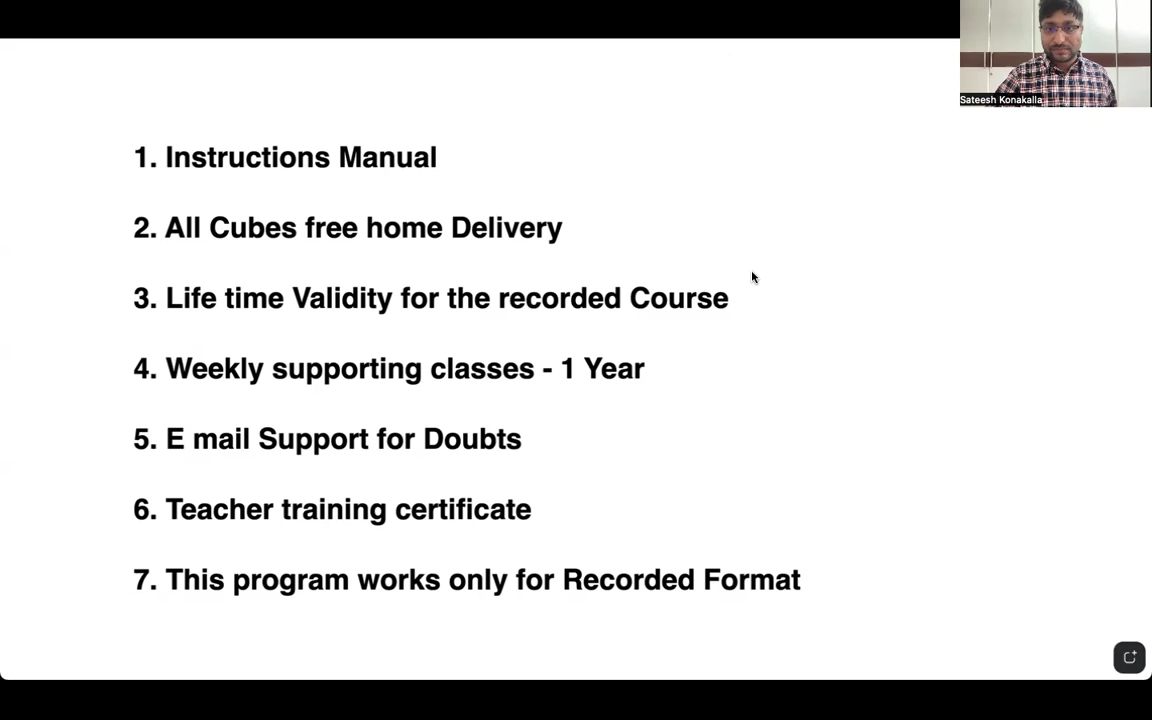 Sateesh Konakalla
1. Instructions Manual
2. All Cubes free home Delivery
3. Life time Validity for the recorded Course
4. Weekly supporting classes - 1 Year
5. E mail Support for Doubts
6. Teacher training certificate
7. This program works only for Recorded Format